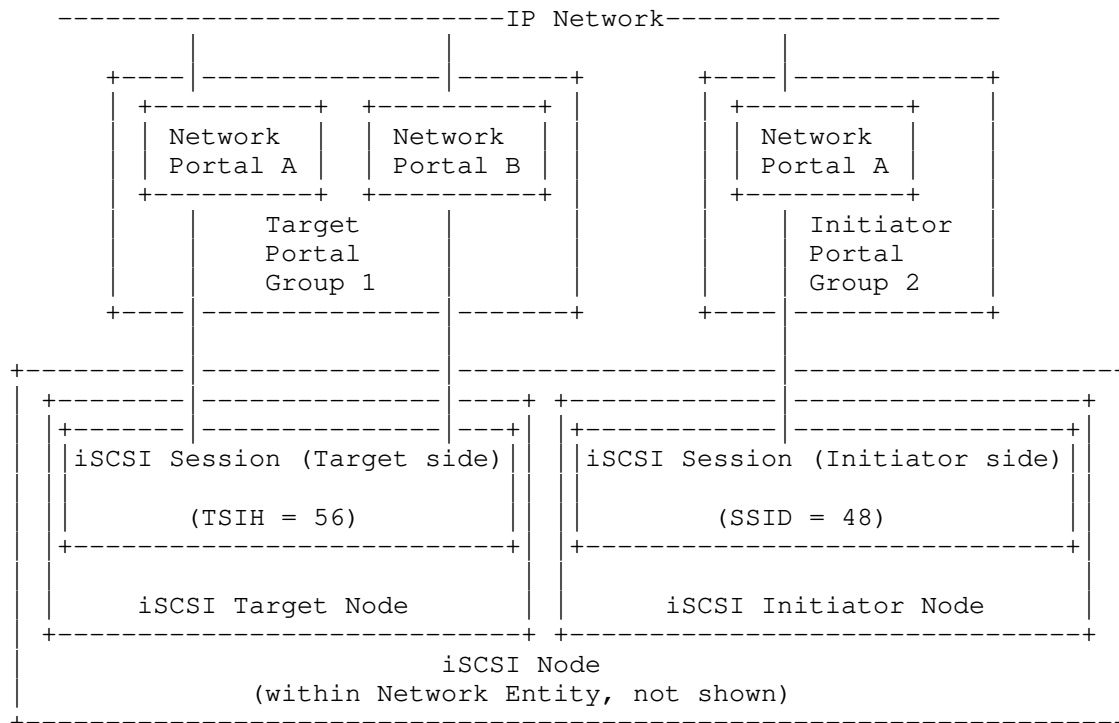 IP Network
Network Network Network
Portal A Portal B Portal A
Target Initiator
Portal Portal
Group 1 Group 2
iSCSI Session (Target side) iSCSI Session (Initiator side)
(TSIH = 56) (SSID = 48)
iSCSI Target Node iSCSI Initiator Node
iSCSI Node
(within Network Entity, not shown)